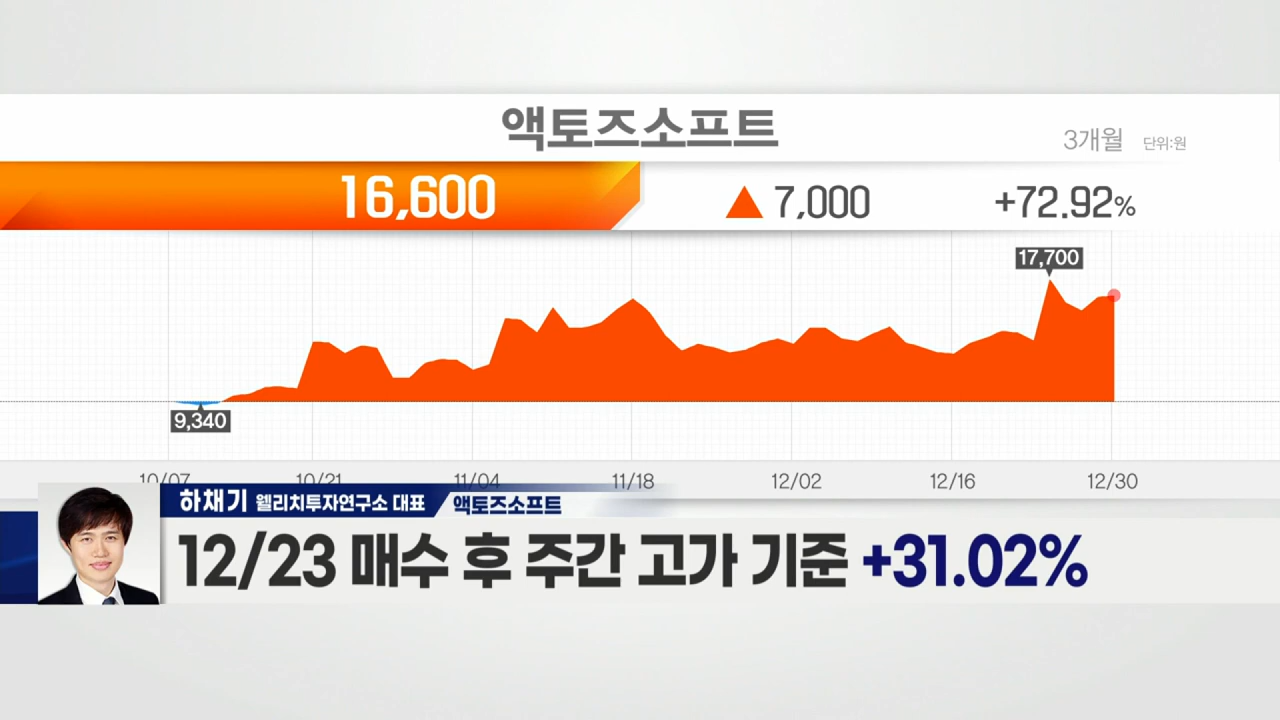 액토즈소프트
3개월 단위:원
16,600 ▲ 7,000 +72.92%
17,700
9,340
10/07 10/21 11/04 11/18 12/02 12/16 12/30
하채기 웰리치투자연구소 대표 액토즈소프트
12/23 매수 후 주간 고가 기준 +31.02%